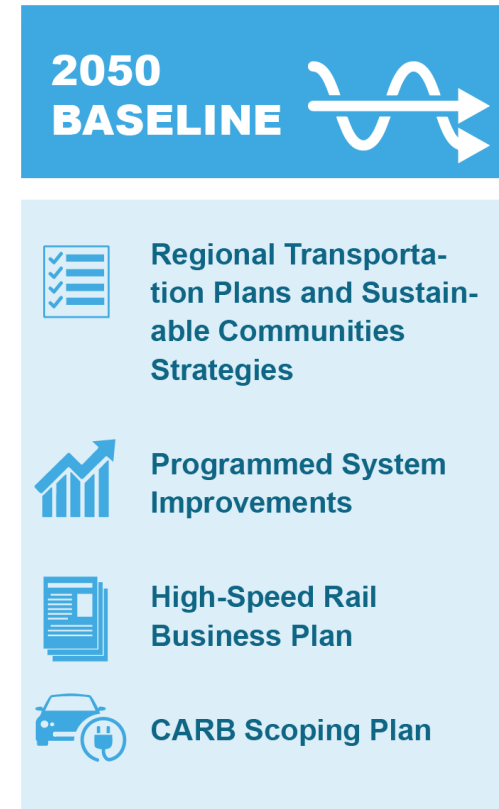 2050
BASELINE
Regional Transporta-
tion Plans and Sustain-
able Communities
Strategies
Programmed System
Improvements
High-Speed Rail
Business Plan
CARB Scoping Plan